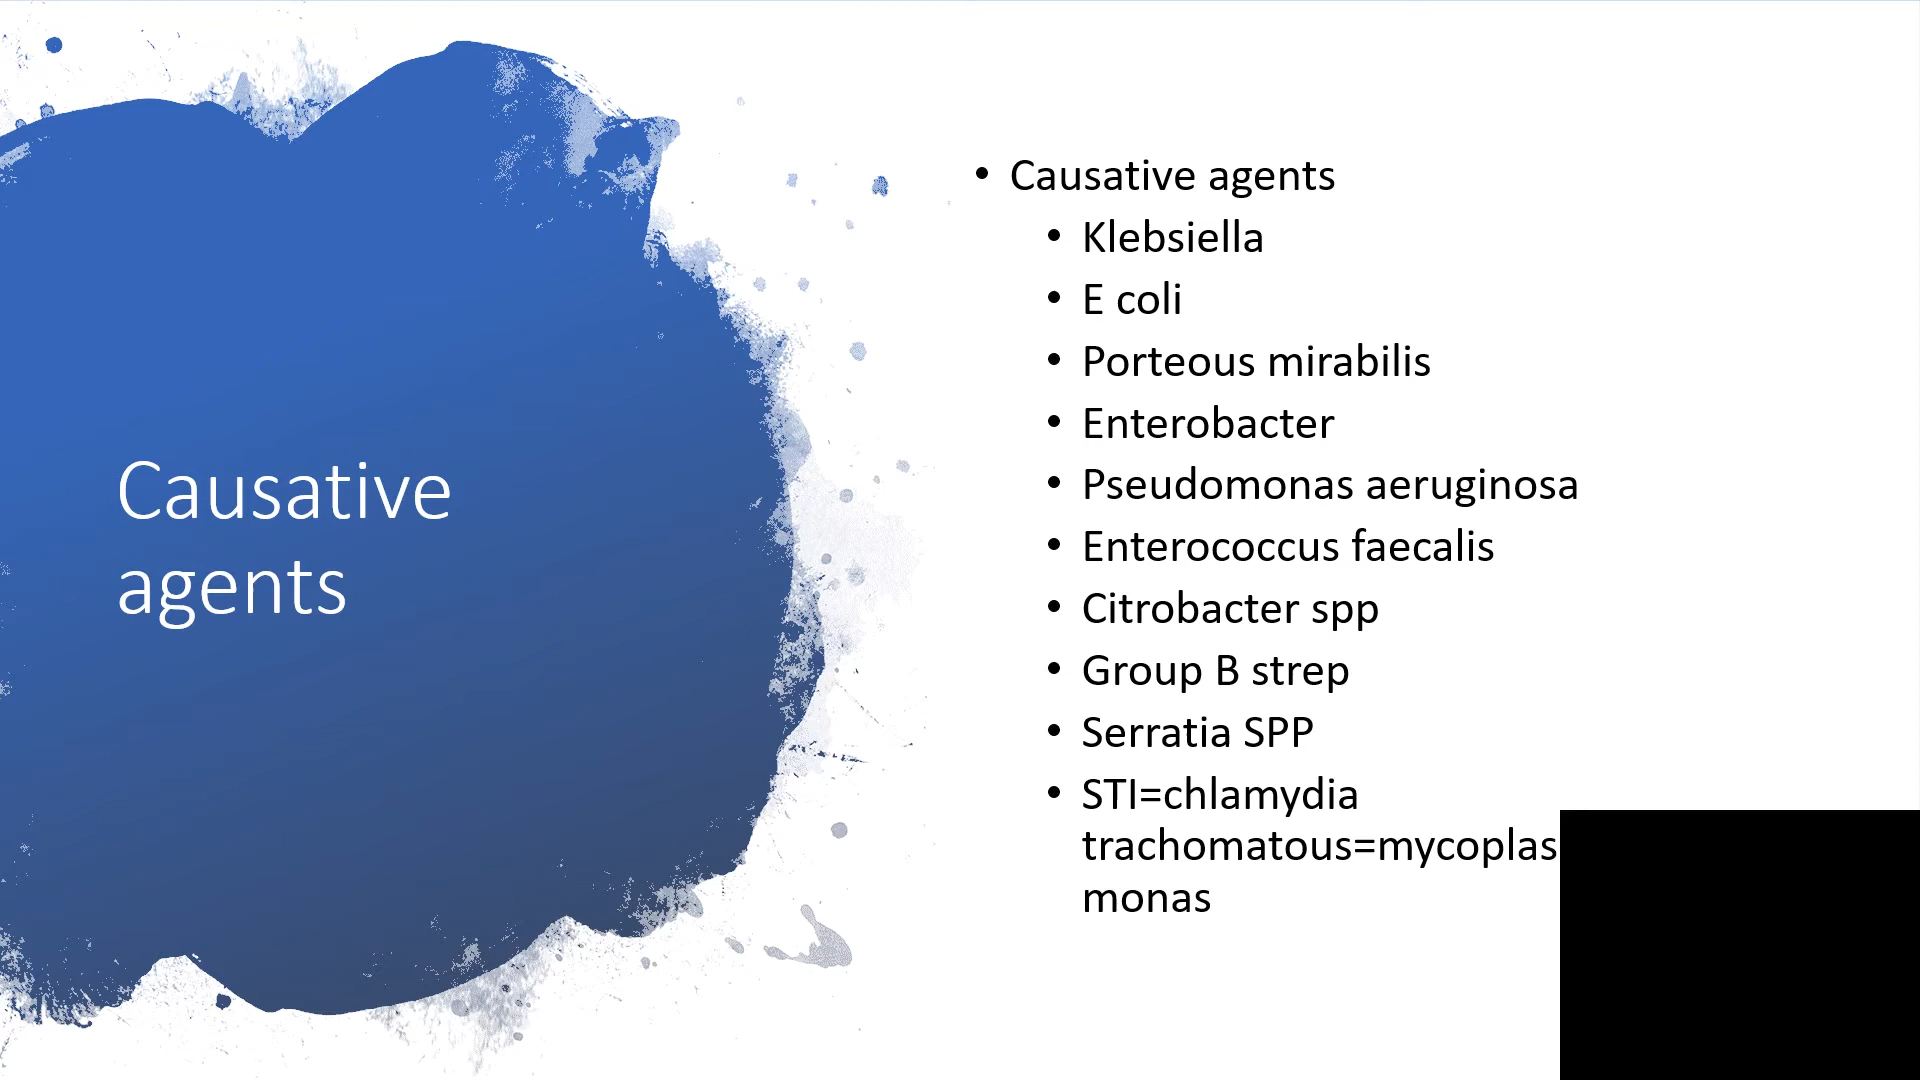 Causative
agents
• Causative agents
• Klebsiella
• E coli
• Porteous mirabilis
• Enterobacter
• Pseudomonas aeruginosa
• Enterococcus faecalis
• Citrobacter spp
• Group B strep
• Serratia SPP
• STI=chlamydia
trachomatous=mycoplas
monas